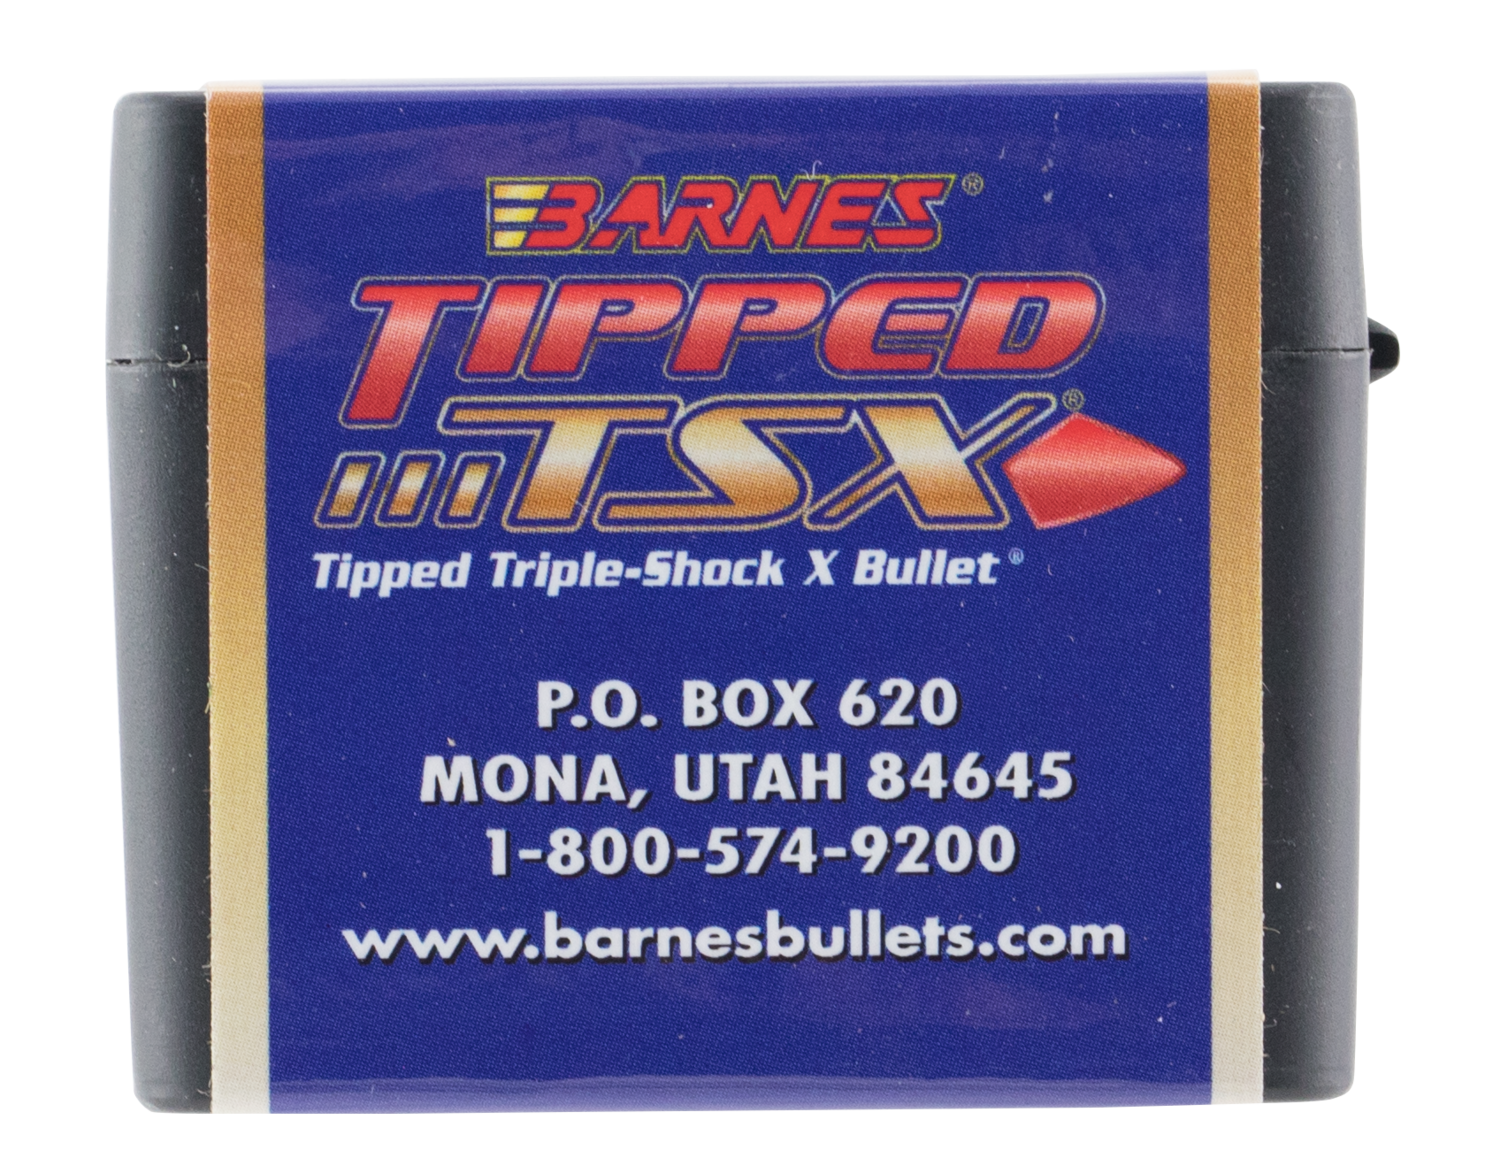 BARNES®
TIPPED
TSX®
Tipped Triple-Shock X Bullet®
P.O. BOX 620
MONA, UTAH 84645
1-800-574-9200
www.barnesbullets.com